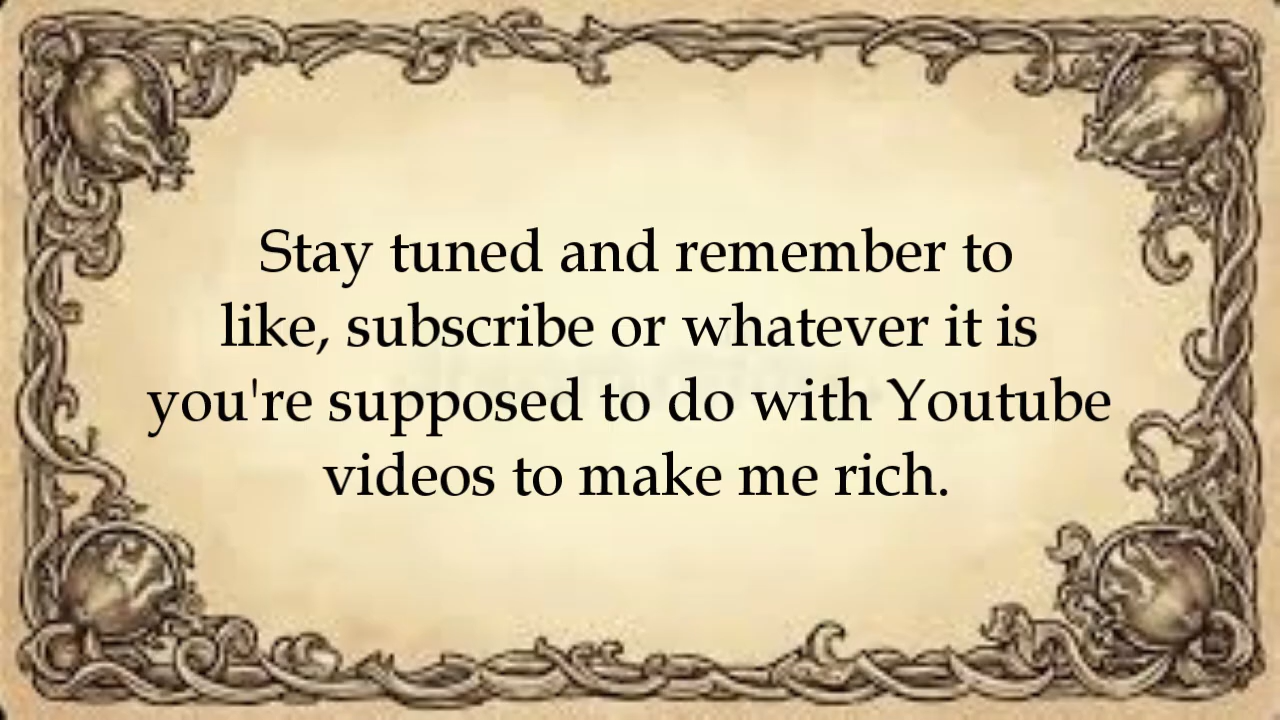 Stay tuned and remember to
like, subscribe or whatever it is
you're supposed to do with Youtube
videos to make me rich.